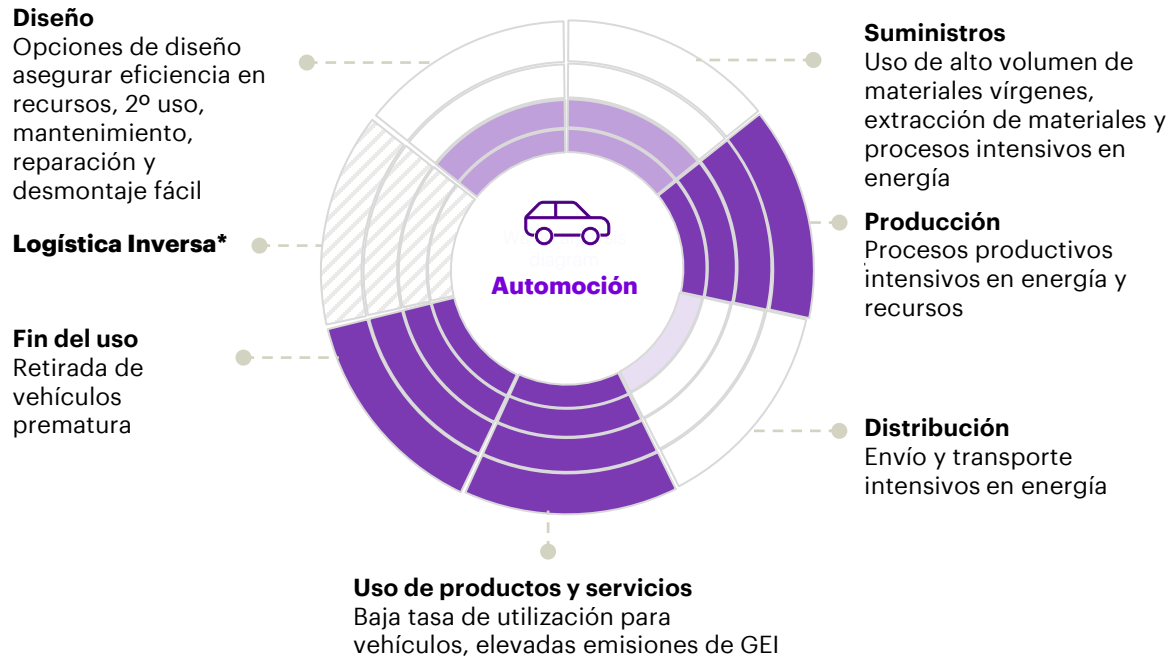 Diseño
Opciones de diseño
asegurar eficiencia en
recursos, 2º uso,
mantenimiento,
reparación y
desmontaje fácil
Logística Inversa*
Fin del uso
Retirada de
vehículos
prematura
Automoción
Suministros
Uso de alto volumen de
materiales vírgenes,
extracción de materiales y
procesos intensivos en
energía
Producción
Procesos productivos
intensivos en energía y
recursos
Distribución
Envío y transporte
intensivos en energía
Uso de productos y servicios
Baja tasa de utilización para
vehículos, elevadas emisiones de GEI